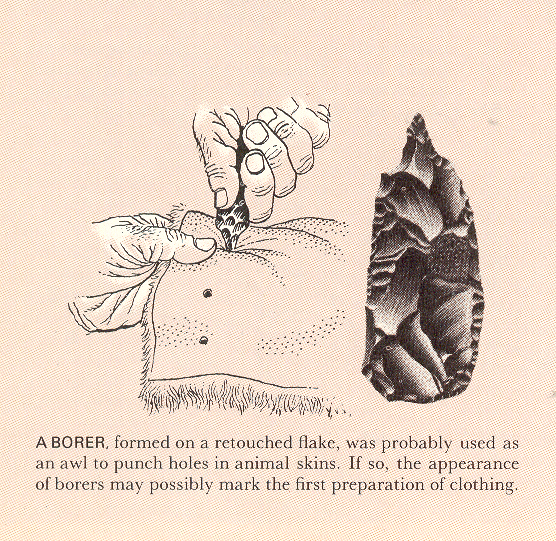 A BORER, formed on a retouched flake, was probably used as
an awl to punch holes in animal skins. If so, the appearance
of borers may possibly mark the first preparation of clothing.